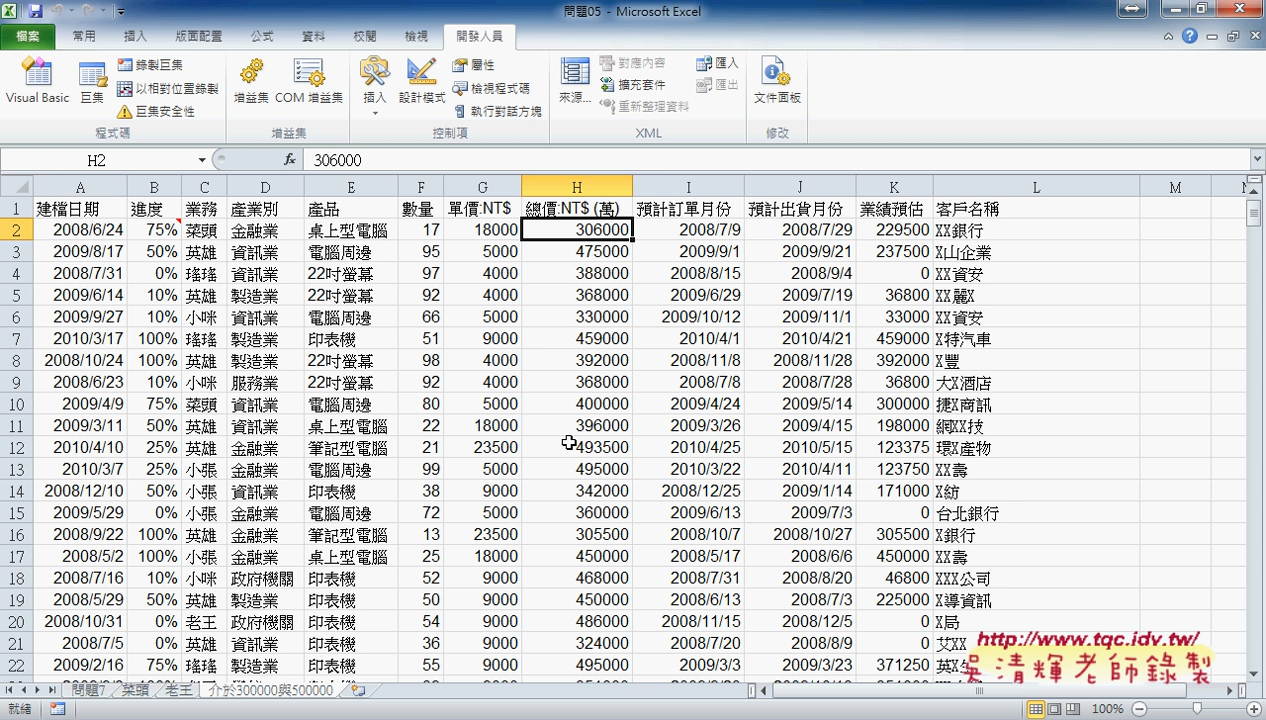 問題05 - Microsoft Excel
檔案 常用 插入 版面配置 公式 資料 校閱 檢視 開發人員
Visual Basic 巨集 錄製巨集 以相對位置錄製 巨集安全性 增益集 COM 增益集 插入 設計模式 屬性 檢視程式碼 執行對話方塊 來源... 對應內容 擴充套件 重新整理資料 匯入 匯出 文件面板
程式碼 增益集 控制項 XML 修改
H2 fx 306000
A B C D E F G H I J K L M N
1 建檔日期 進度 業務 產業別 產品 數量 單價:NT$ 總價:NT$ (萬) 預計訂單月份 預計出貨月份 業績預估 客戶名稱
2 2008/6/24 75% 菜頭 金融業 桌上型電腦 17 18000 306000 2008/7/9 2008/7/29 229500 XX銀行
3 2009/8/17 50% 英雄 資訊業 電腦周邊 95 5000 475000 2009/9/1 2009/9/21 237500 X山企業
4 2008/7/31 0% 瑤瑤 資訊業 22吋螢幕 97 4000 388000 2008/8/15 2008/9/4 0 XX資安
5 2009/6/14 10% 英雄 製造業 22吋螢幕 92 4000 368000 2009/6/29 2009/7/19 36800 XX麗X
6 2009/9/27 10% 小咪 資訊業 電腦周邊 66 5000 330000 2009/10/12 2009/11/1 33000 XX資安
7 2010/3/17 100% 瑤瑤 製造業 印表機 51 9000 459000 2010/4/1 2010/4/21 459000 X特汽車
8 2008/10/24 100% 英雄 製造業 22吋螢幕 98 4000 392000 2008/11/8 2008/11/28 392000 X豐
9 2008/6/23 10% 小咪 服務業 22吋螢幕 92 4000 368000 2008/7/8 2008/7/28 36800 大X酒店
10 2009/4/9 75% 菜頭 資訊業 電腦周邊 80 5000 400000 2009/4/24 2009/5/14 300000 捷X商訊
11 2009/3/11 50% 英雄 資訊業 桌上型電腦 22 18000 396000 2009/3/26 2009/4/15 198000 網XX技
12 2010/4/10 25% 英雄 金融業 筆記型電腦 21 23500 493500 2010/4/25 2010/5/15 123375 環X產物
13 2010/3/7 25% 小張 金融業 電腦周邊 99 5000 495000 2010/3/22 2010/4/11 123750 XX壽
14 2008/12/10 50% 小張 資訊業 印表機 38 9000 342000 2008/12/25 2009/1/14 171000 X紡
15 2009/5/29 0% 小張 金融業 電腦周邊 72 5000 360000 2009/6/13 2009/7/3 0 台北銀行
16 2008/9/22 100% 英雄 金融業 筆記型電腦 13 23500 305500 2008/10/7 2008/10/27 305500 X銀行
17 2008/5/2 100% 小張 金融業 桌上型電腦 25 18000 450000 2008/5/17 2008/6/6 450000 XX壽
18 2008/7/16 10% 小咪 政府機關 印表機 52 9000 468000 2008/7/31 2008/8/20 46800 XXX公司
19 2008/5/29 50% 英雄 製造業 印表機 50 9000 450000 2008/6/13 2008/7/3 225000 X導資訊
20 2008/10/31 0% 老王 政府機關 印表機 54 9000 486000 2008/11/15 2008/12/5 0 X局
21 2008/7/5 0% 英雄 資訊業 印表機 36 9000 324000 2008/7/20 2008/8/9 0 艾XX
22 2009/2/16 75% 瑤瑤 製造業 印表機 55 9000 495000 2009/3/3 2009/3/23 371250
http://www.tqc.idv.tw/
吳清輝老師錄製
問題7 菜頭 老王 介於300000與500000
就緒 100%